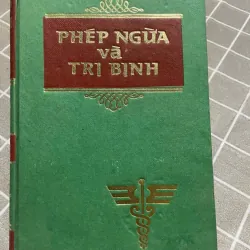 PHÉP NGỪA
và
TRỊ BỊNH